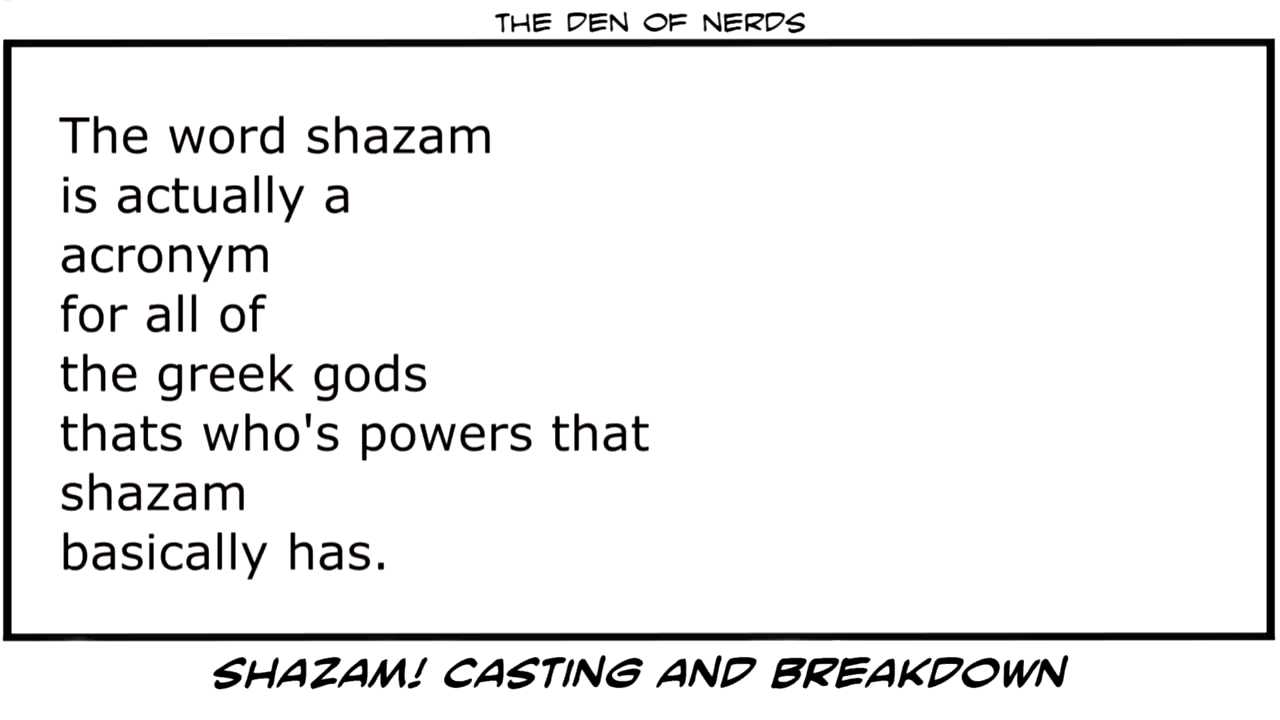 THE DEN OF NERDS
The word shazam
is actually a
acronym
for all of
the greek gods
thats who's powers that
shazam
basically has.
SHAZAM! CASTING AND BREAKDOWN